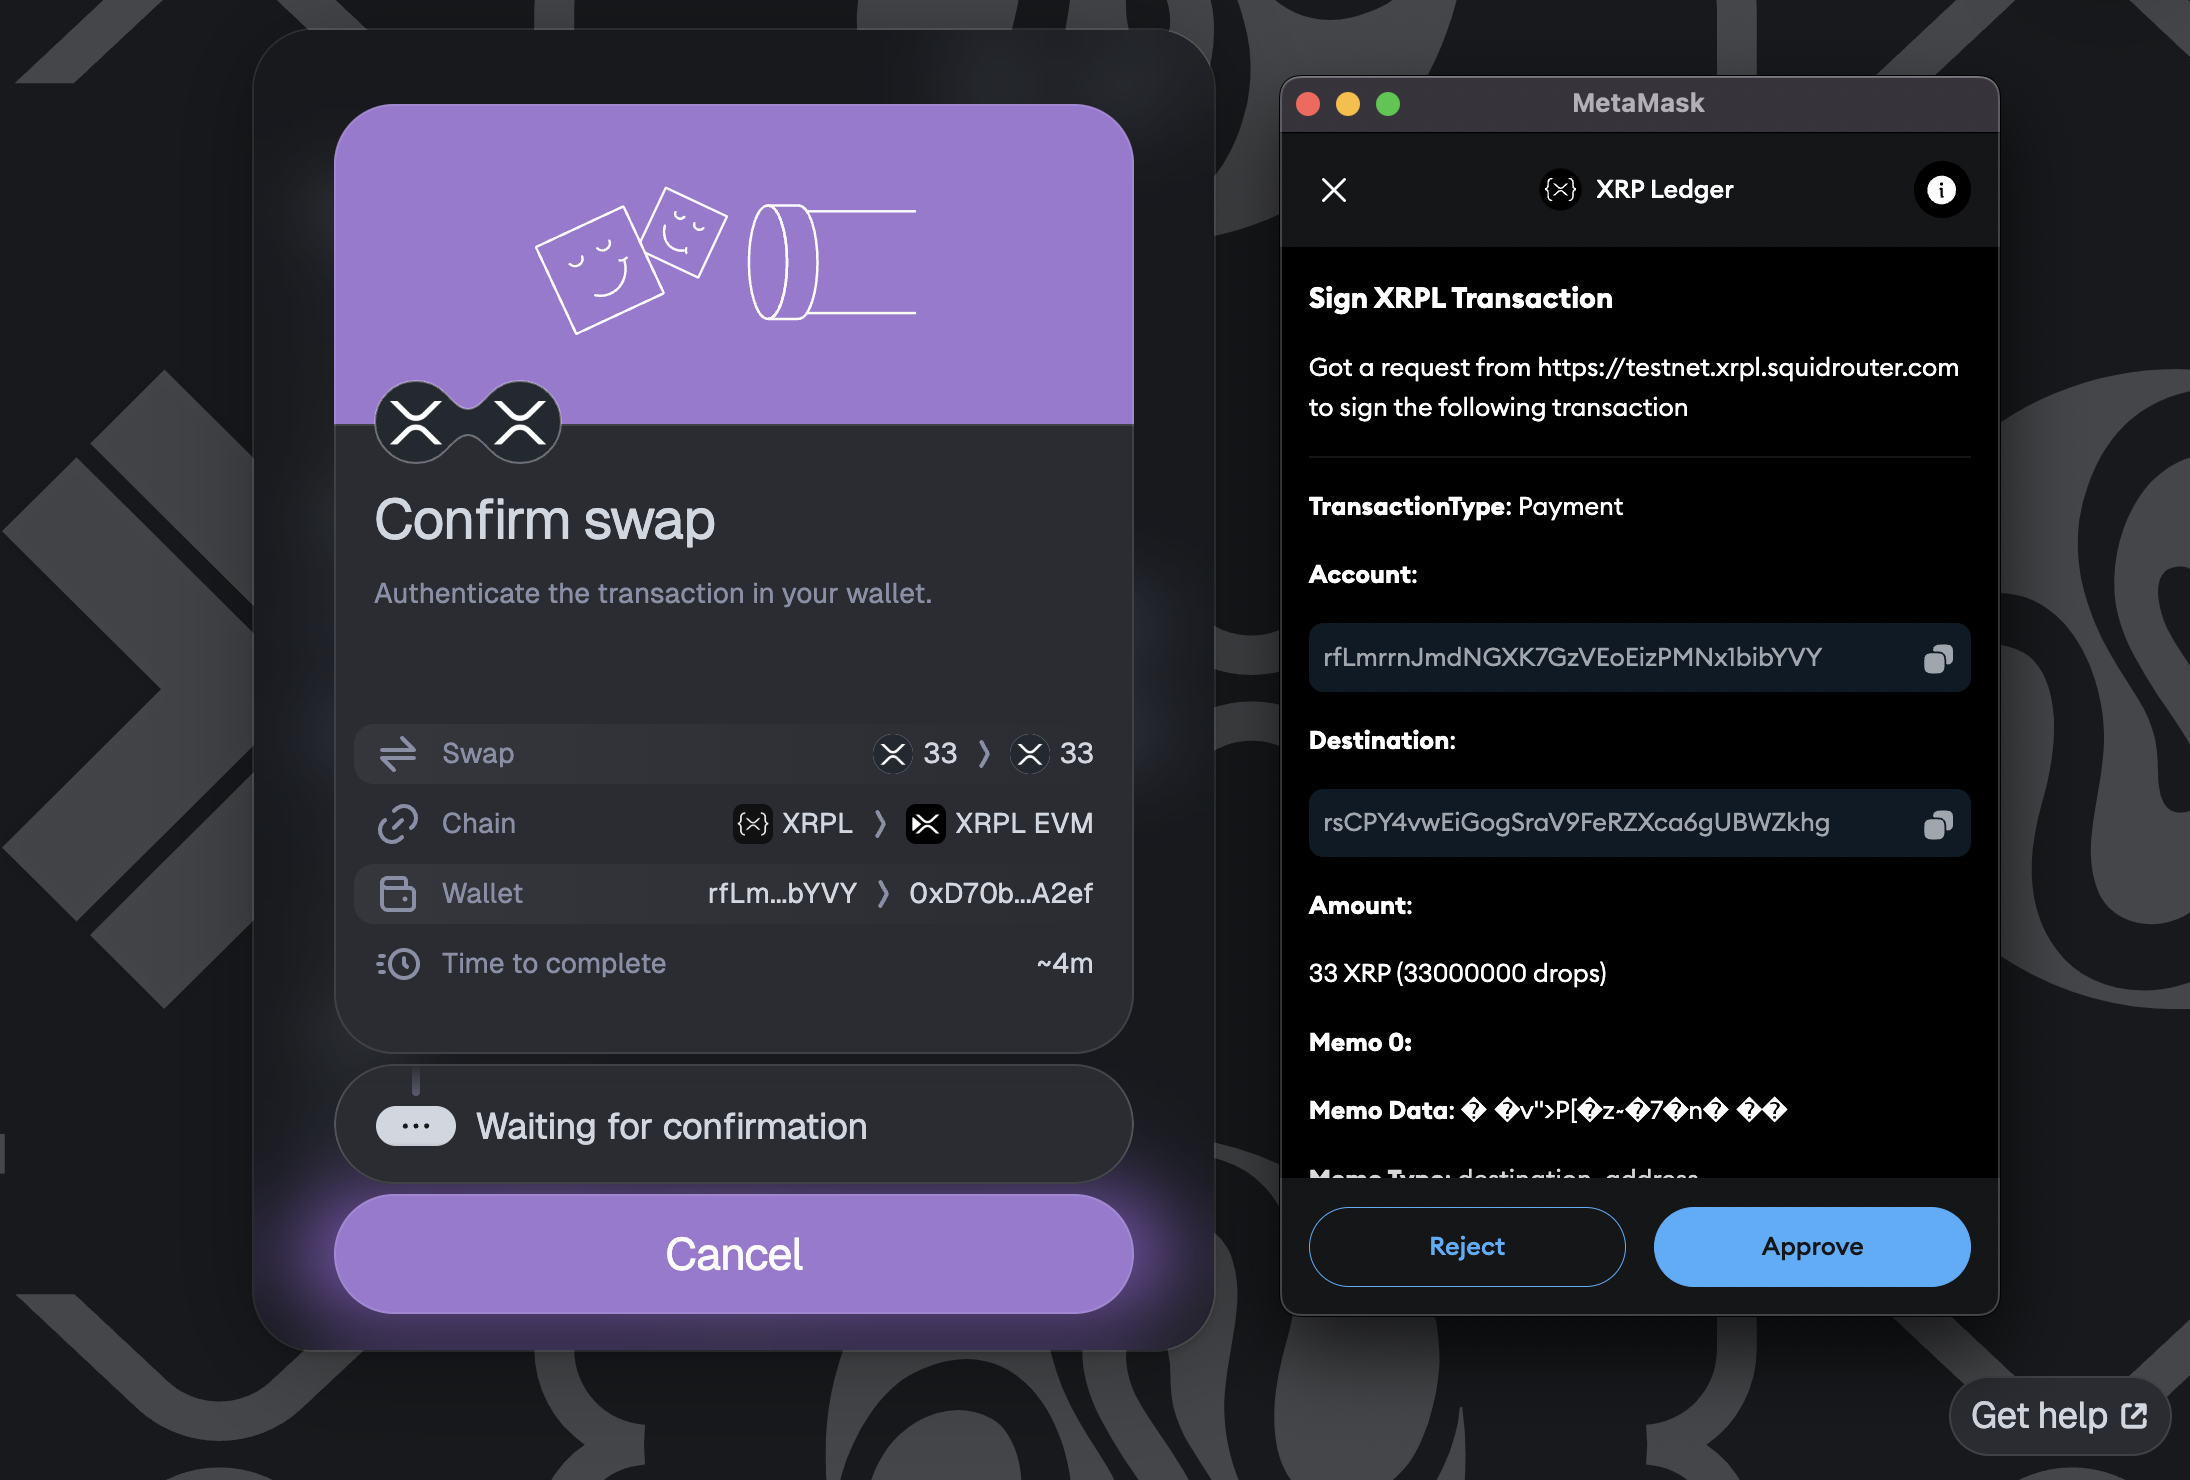 Confirm swap
Authenticate the transaction in your wallet.
Swap 33 > 33
Chain XRPL > XRPL EVM
Wallet rfLm...bYVY > 0xD70b...A2ef
Time to complete ~4m
Waiting for confirmation
Cancel
MetaMask
XRP Ledger
Sign XRPL Transaction
Got a request from https://testnet.xrpl.squidrouter.com
to sign the following transaction
TransactionType: Payment
Account:
rfLmrrnJmdNGXK7GzVEoEizPMNx1bibYVY
Destination:
rsCPY4vwEiGogSraV9FeRZXca6gUBWZkhg
Amount:
33 XRP (33000000 drops)
Memo 0:
Memo Data: � �v">P[�z~�7�n� ��
Memo Type: destination_address
Reject
Approve
Get help